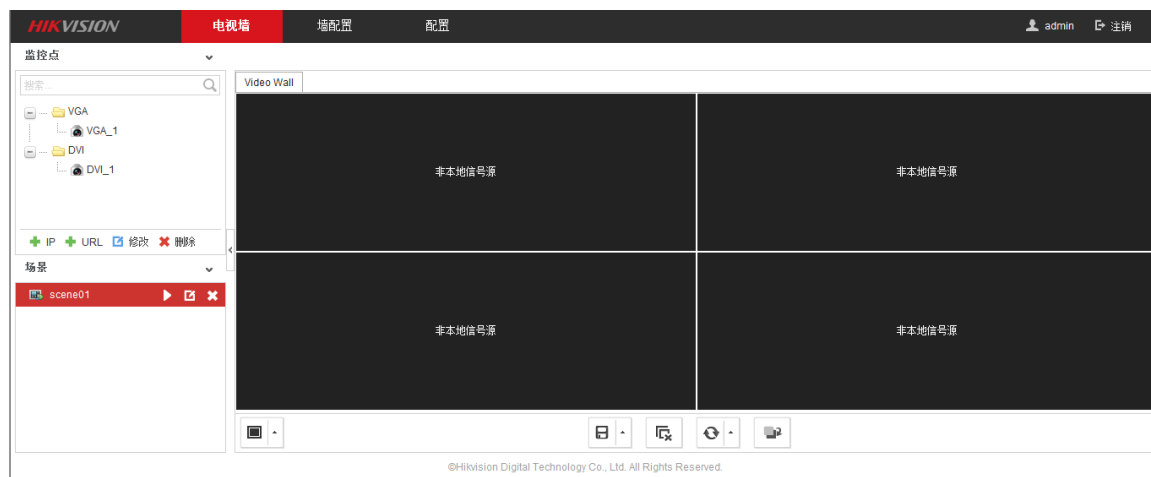 HIKVISION 电视墙 墙配置 配置 admin 注销
监控点
搜索...
Video Wall
VGA
VGA_1
DVI
DVI_1
非本地信号源 非本地信号源
IP URL 修改 删除
场景
scene01
非本地信号源 非本地信号源
©Hikvision Digital Technology Co., Ltd. All Rights Reserved.